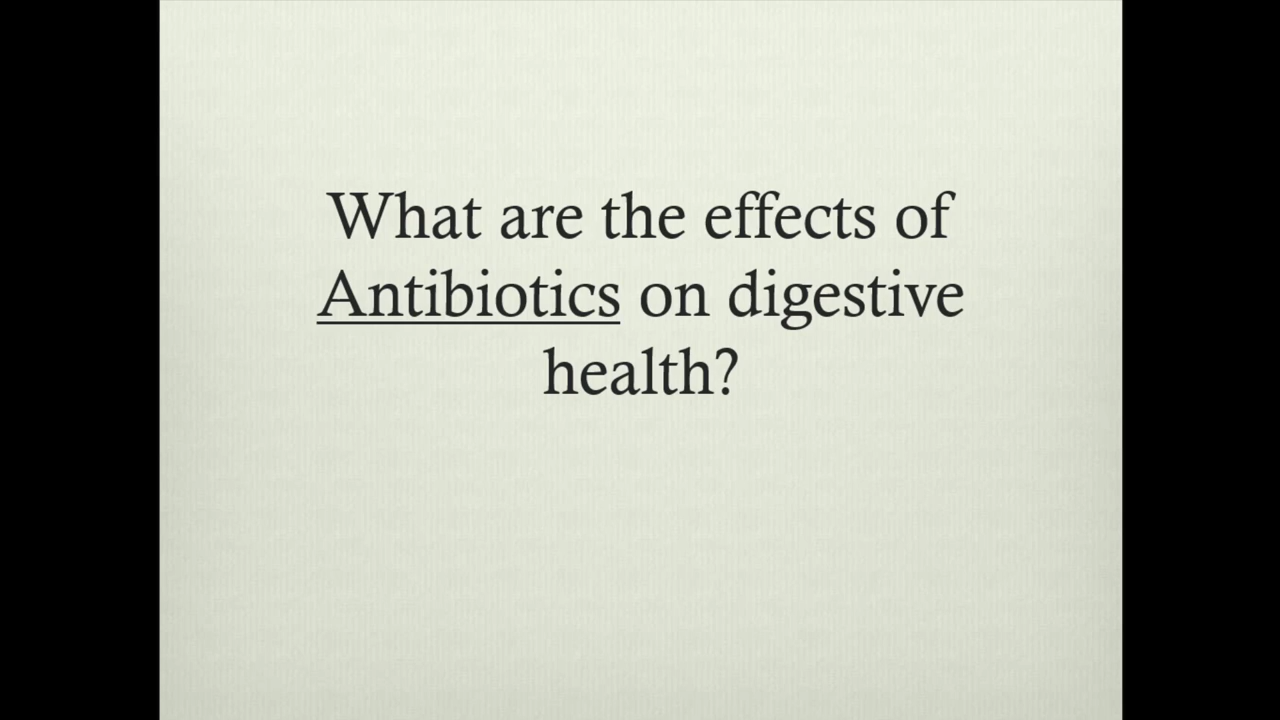 What are the effects of
Antibiotics on digestive
health?